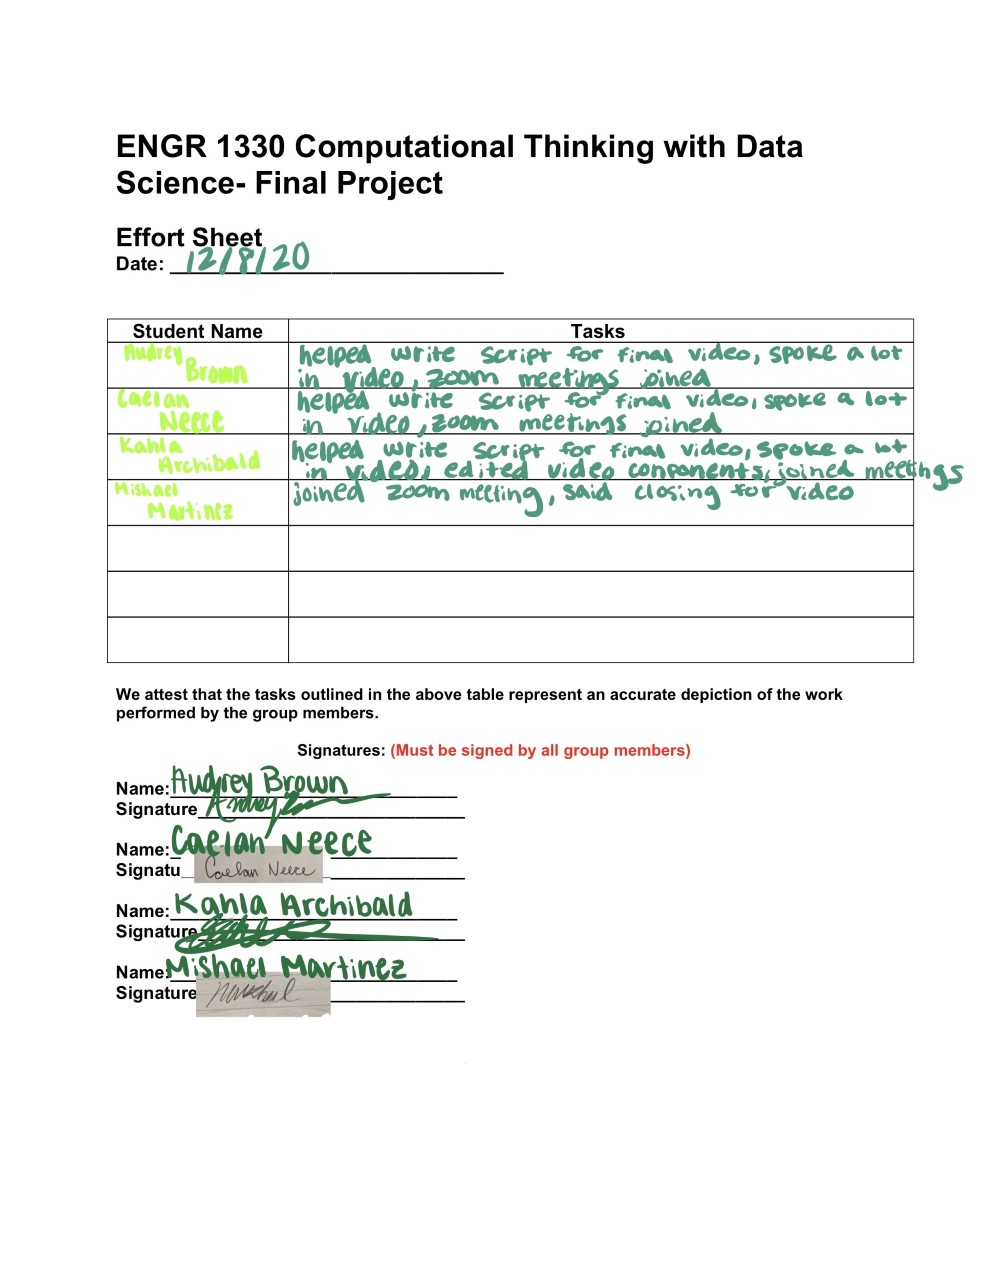 ENGR 1330 Computational Thinking with Data
Science- Final Project
Effort Sheet
Date: 12/8/20
Student Name Tasks
Audrey
Brown
helped write script for final video, spoke a lot
in video, zoom meetings joined
Caelan
Neece
helped write script for final video, spoke a lot
in video, zoom meetings joined
Kahla
Archibald
helped write script for final video, spoke a lot
in video, edited video conponents, joined meetings
Mishael
Martinez
joined zoom meeting, said closing for video
We attest that the tasks outlined in the above table represent an accurate depiction of the work
performed by the group members.
Signatures: (Must be signed by all group members)
Name: Audrey Brown
Signature Audrey
Name: Caelan Neece
Signatu Caelan Neece
Name: Kahla Archibald
Signature
Name: Mishael Martinez
Signature Mishael